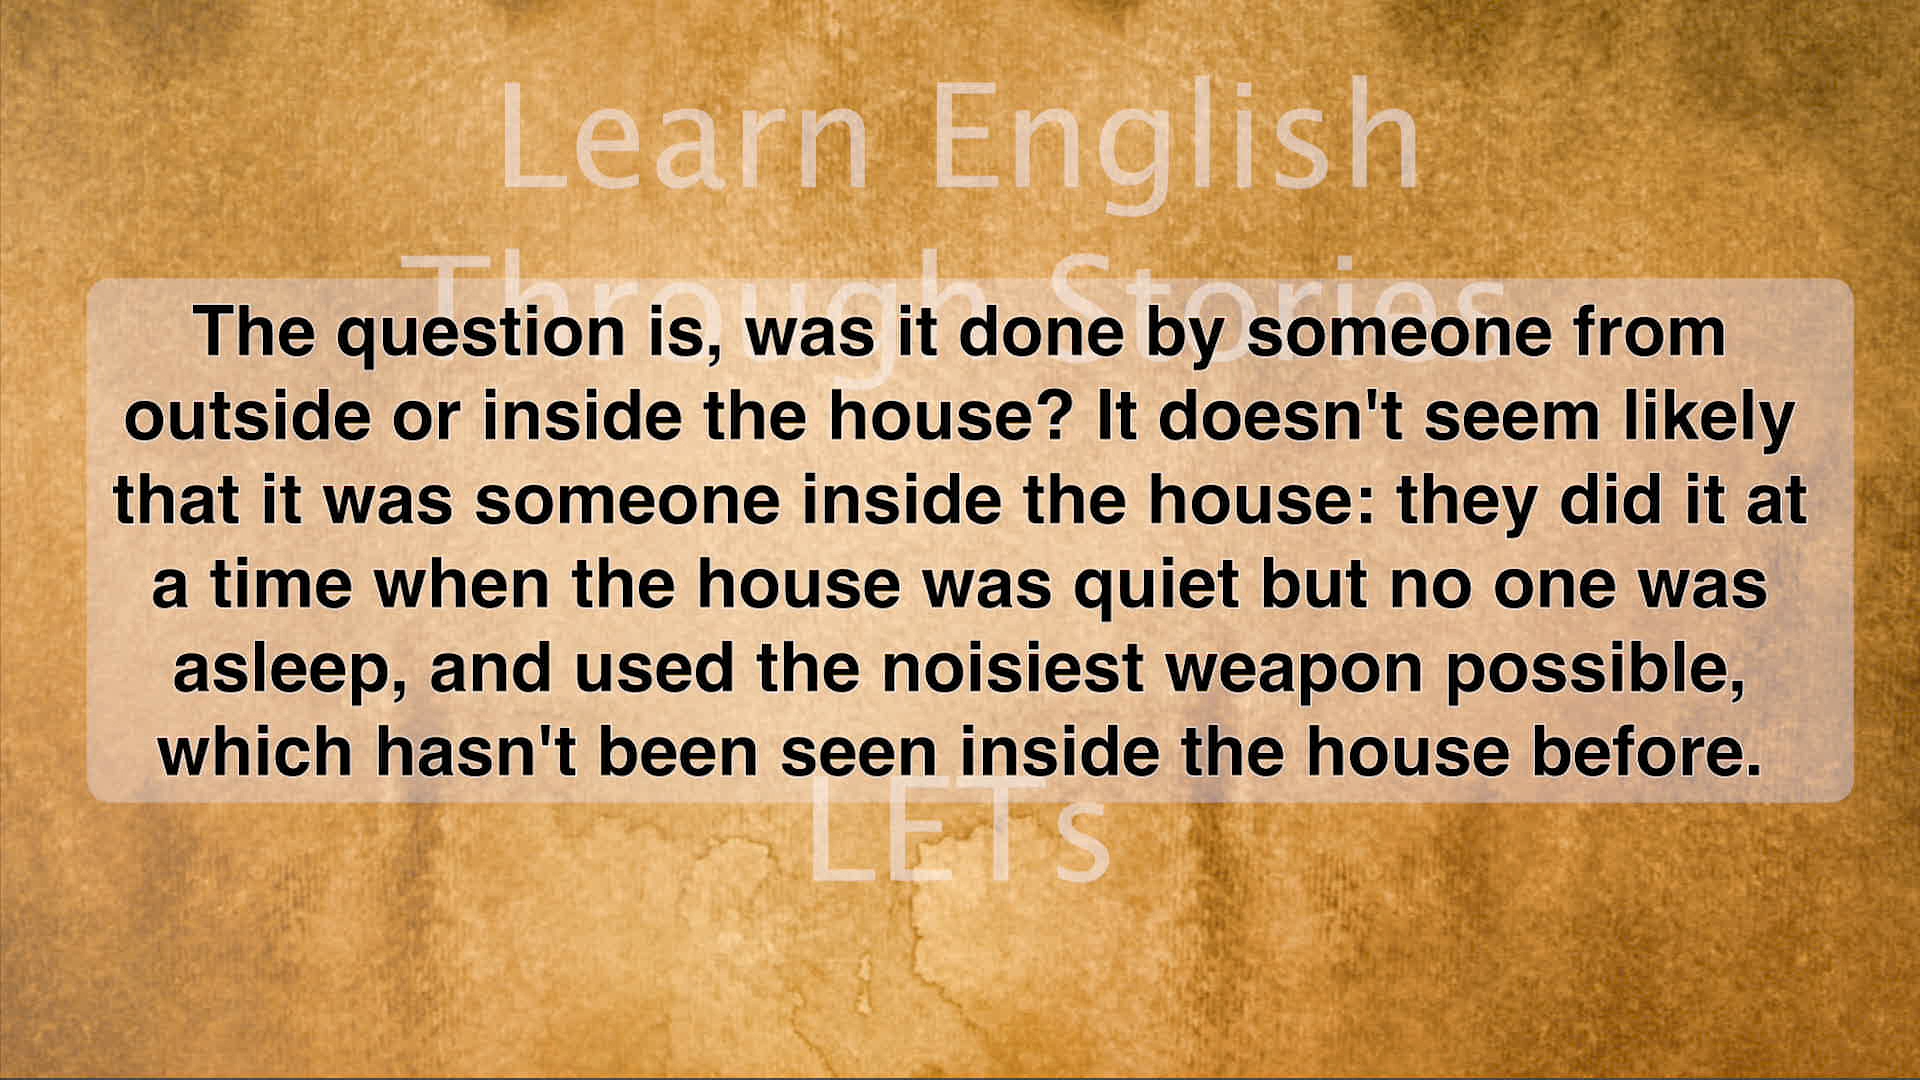 Learn English
Through Stories
The question is, was it done by someone from
outside or inside the house? It doesn't seem likely
that it was someone inside the house: they did it at
a time when the house was quiet but no one was
asleep, and used the noisiest weapon possible,
which hasn't been seen inside the house before.
LETs